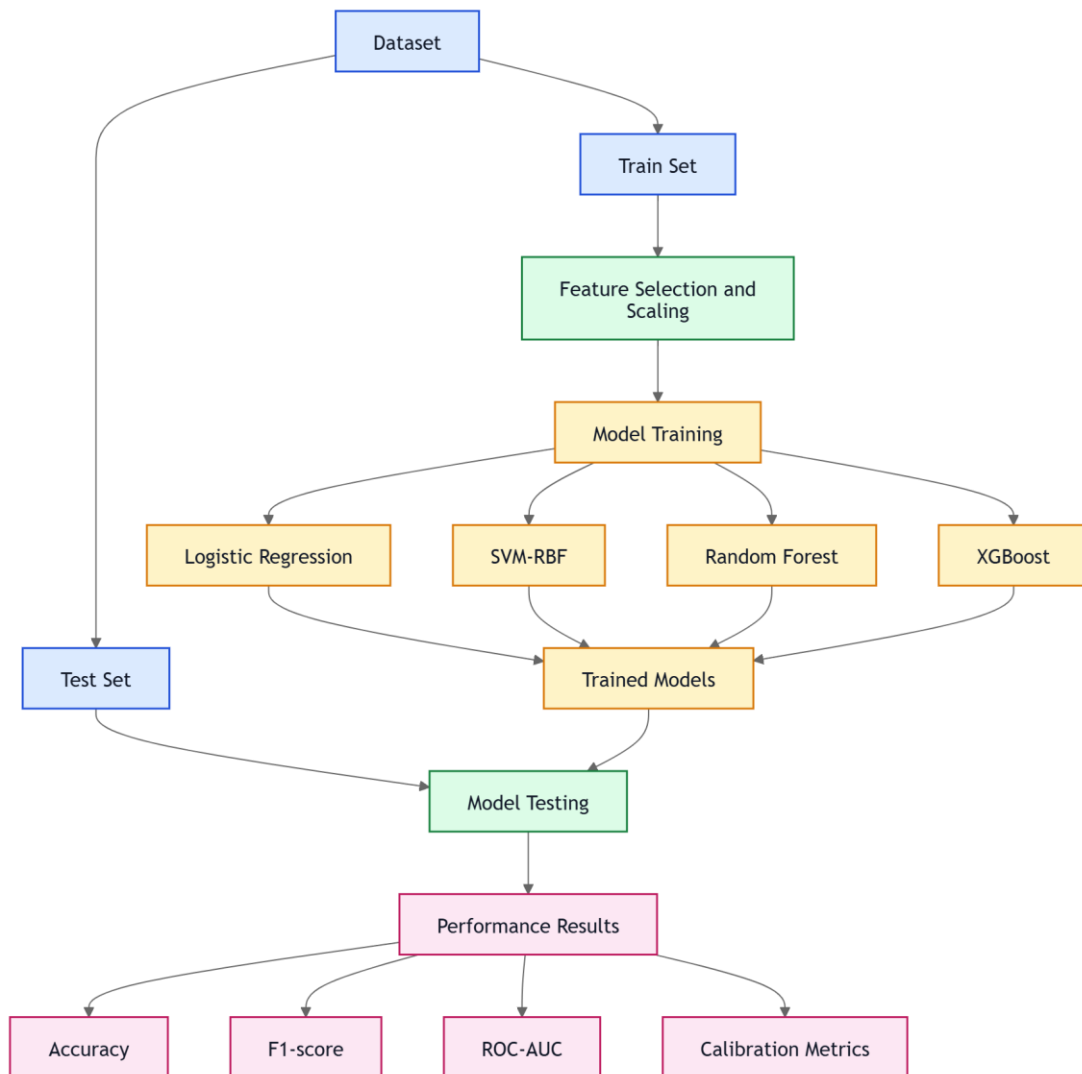 Dataset
Train Set
Feature Selection and
Scaling
Model Training
Logistic Regression
SVM-RBF
Random Forest
XGBoost
Test Set
Trained Models
Model Testing
Performance Results
Accuracy
F1-score
ROC-AUC
Calibration Metrics